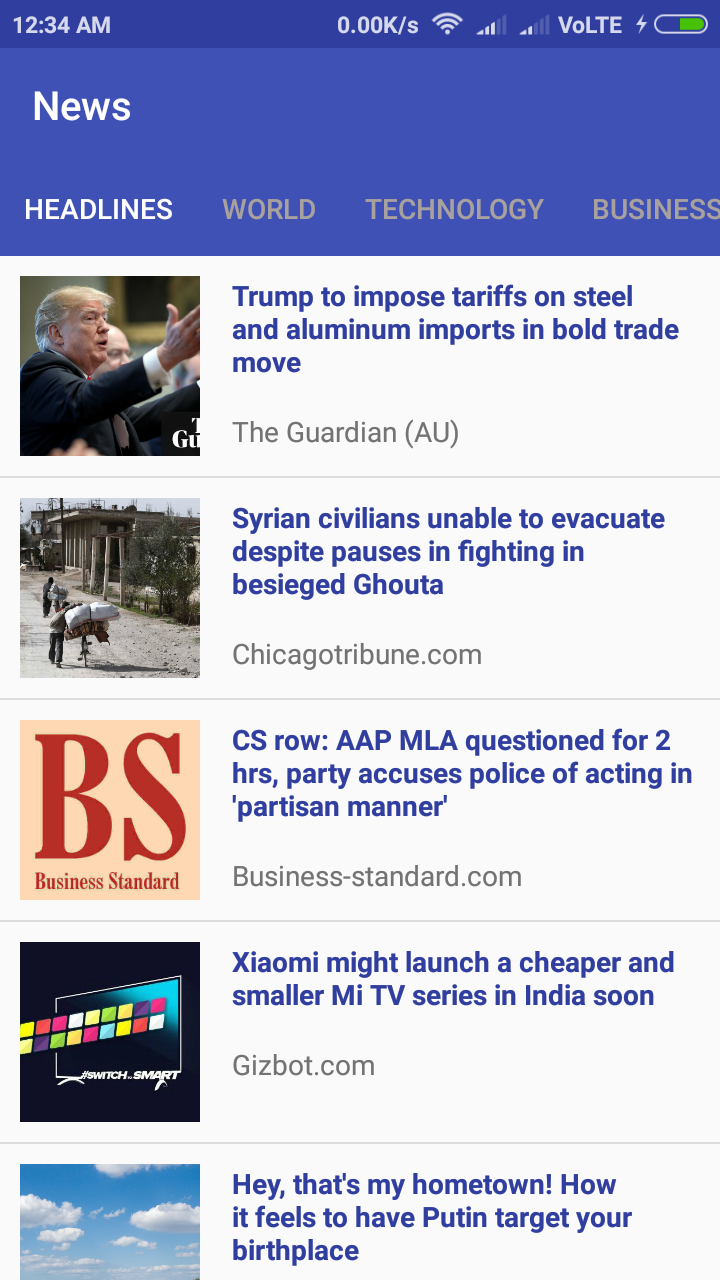 12:34 AM
0.00K/s
VoLTE
News
HEADLINES
WORLD
TECHNOLOGY
BUSINESS
Trump to impose tariffs on steel
and aluminum imports in bold trade
move
The Guardian (AU)
Syrian civilians unable to evacuate
despite pauses in fighting in
besieged Ghouta
Chicagotribune.com
BS
Business Standard
CS row: AAP MLA questioned for 2
hrs, party accuses police of acting in
'partisan manner'
Business-standard.com
#SWITCH TO SMART
Xiaomi might launch a cheaper and
smaller Mi TV series in India soon
Gizbot.com
Hey, that's my hometown! How
it feels to have Putin target your
birthplace